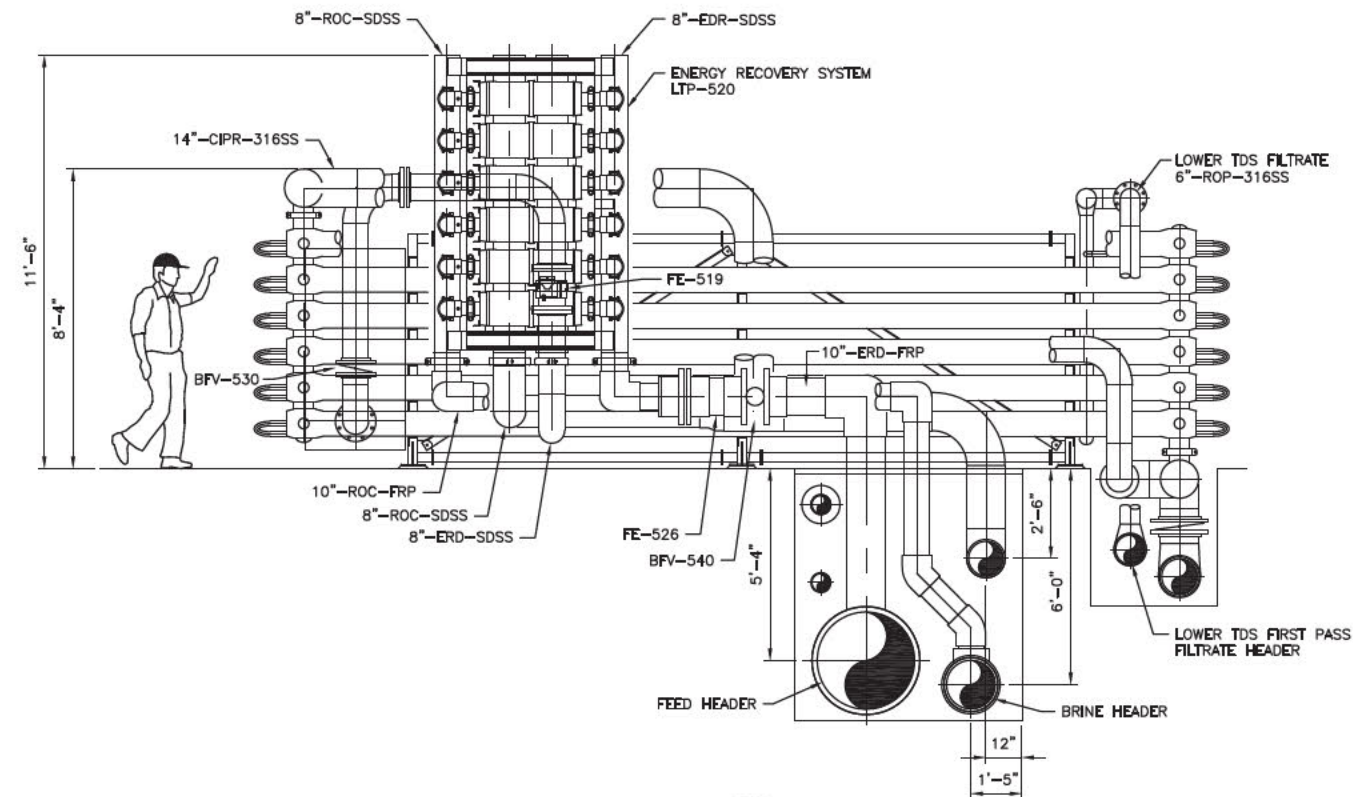 8"-ROC-SDSS
8"-EDR-SDSS
ENERGY RECOVERY SYSTEM
LTP-520
14"-CIPR-316SS
LOWER TDS FILTRATE
6"-ROP-316SS
11'-6"
8'-4"
FE-519
BFV-530
10"-ERD-FRP
10"-ROC-FRP
8"-ROC-SDSS
8"-ERD-SDSS
FE-526
BFV-540
5'-4"
2'-6"
6'-0"
LOWER TDS FIRST PASS
FILTRATE HEADER
FEED HEADER
BRINE HEADER
12"
1'-5"